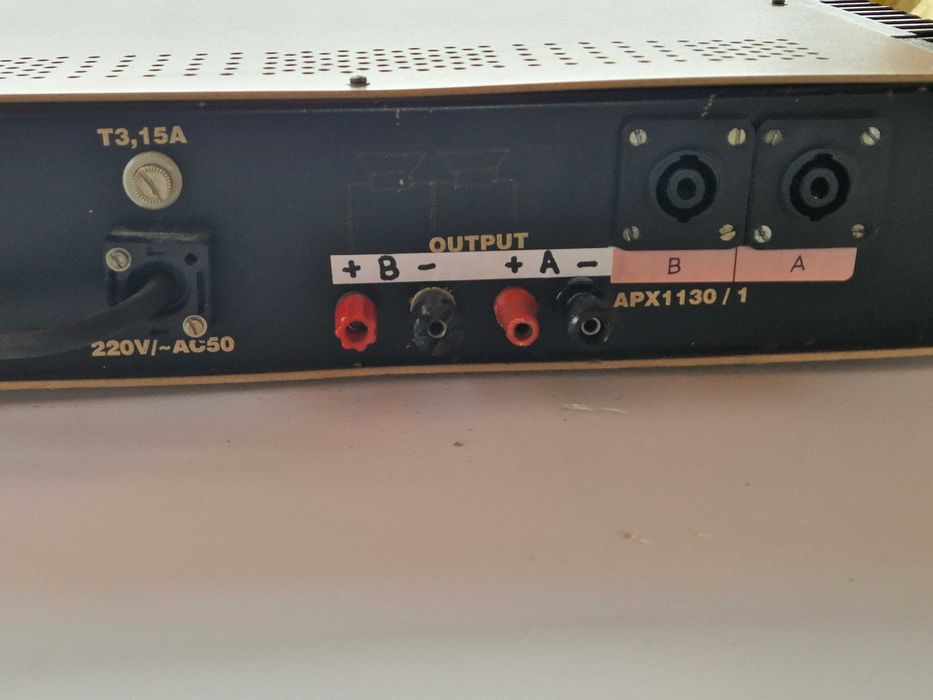 T3,15A
OUTPUT
+ B - + A -
B A
APX1130 / 1
220V/~AC50